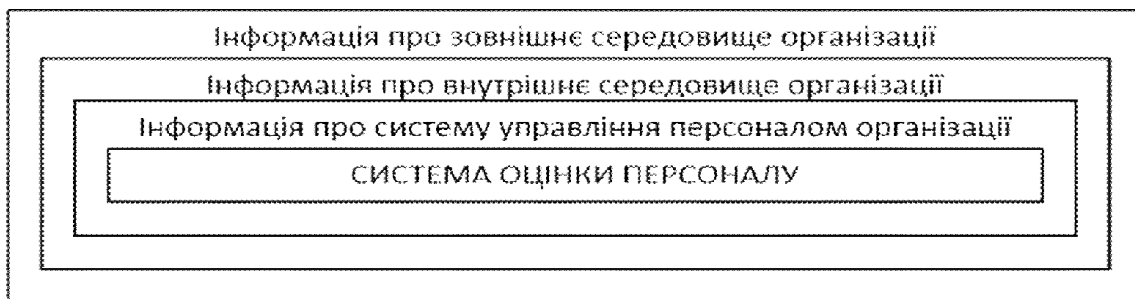 Інформація про зовнішнє середовище організації
Інформація про внутрішнє середовище організації
Інформація про систему управління персоналом організації
СИСТЕМА ОЦІНКИ ПЕРСОНАЛУ